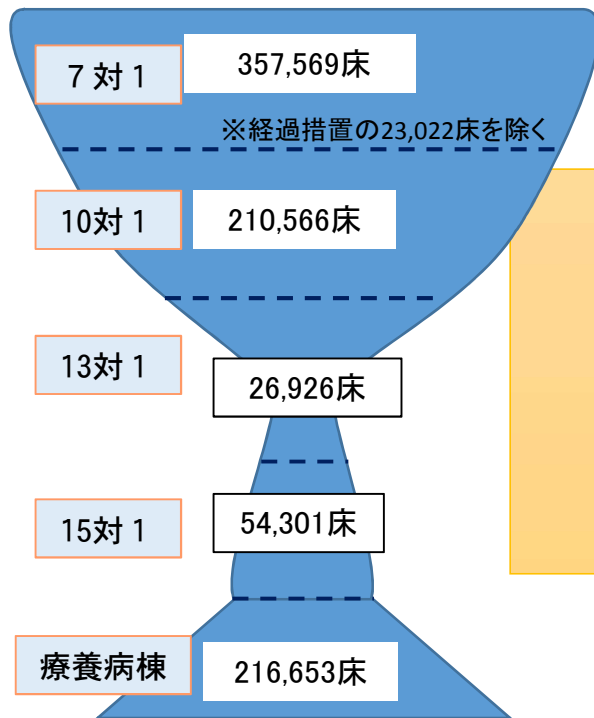 7対1
357,569床
※経過措置の23,022床を除く
10対1
210,566床
13対1
26,926床
15対1
54,301床
療養病棟
216,653床